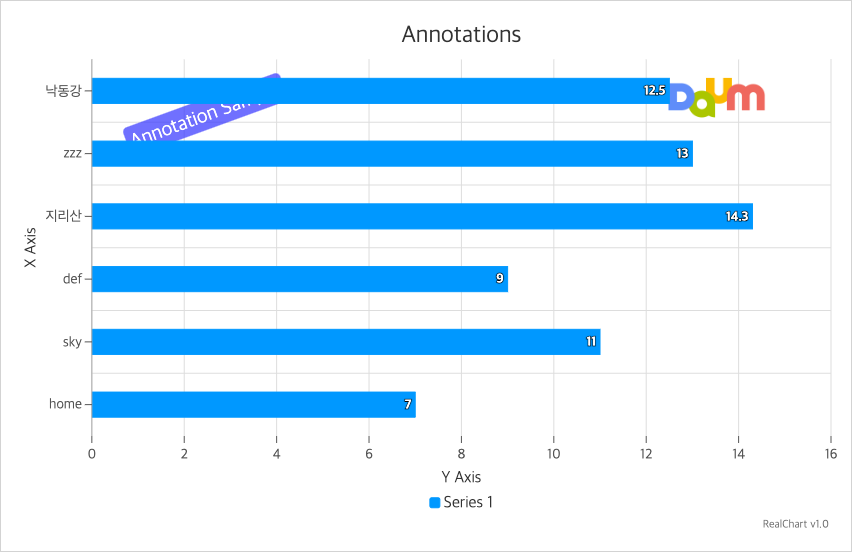 Annotations
낙동강
12.5
Daum
Annotation
zzz
13
지리산
14.3
X Axis
def
9
sky
11
home
7
0 2 4 6 8 10 12 14 16
Y Axis
Series 1
RealChart v1.0